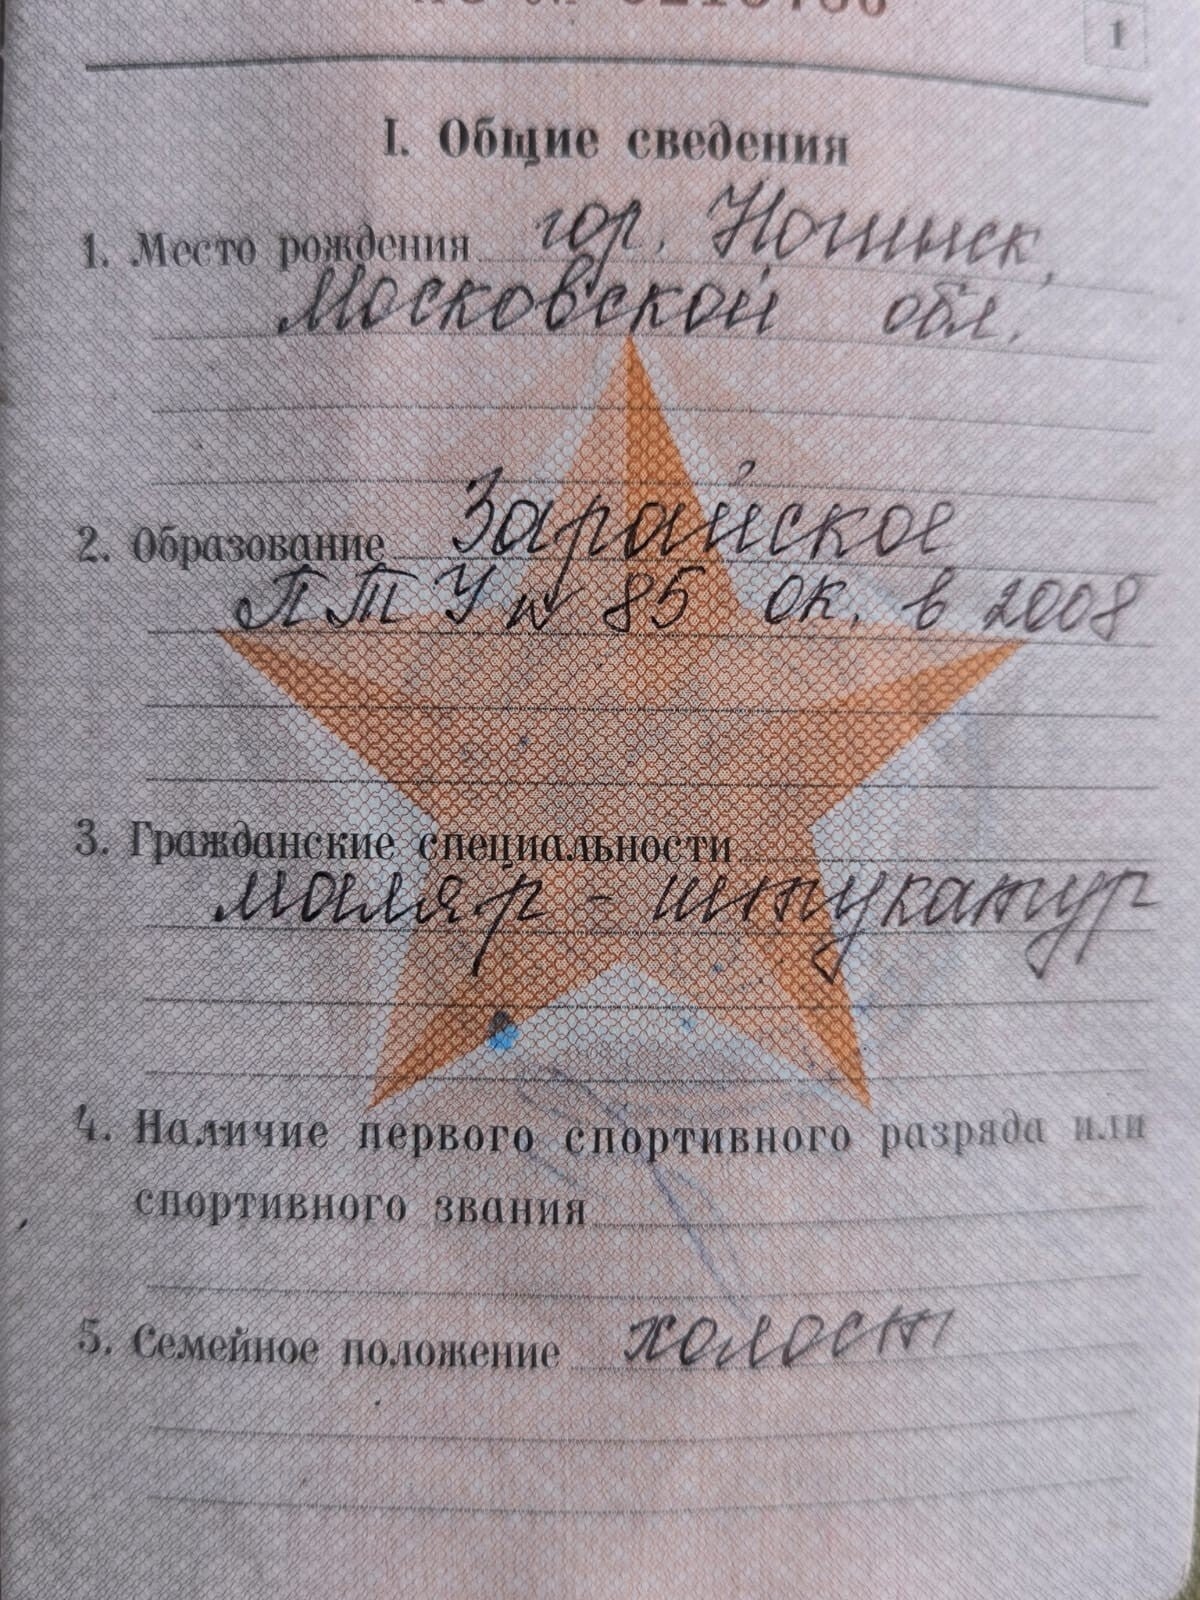 1
I. Общие сведения
1. Место рождения гор. Ногинск,
Московской обл.
2. Образование Зарайское
ПТУ № 85 ок. в 2008
3. Гражданские специальности
маляр - штукатур
4. Наличие первого спортивного разряда или
спортивного звания
5. Семейное положение холост